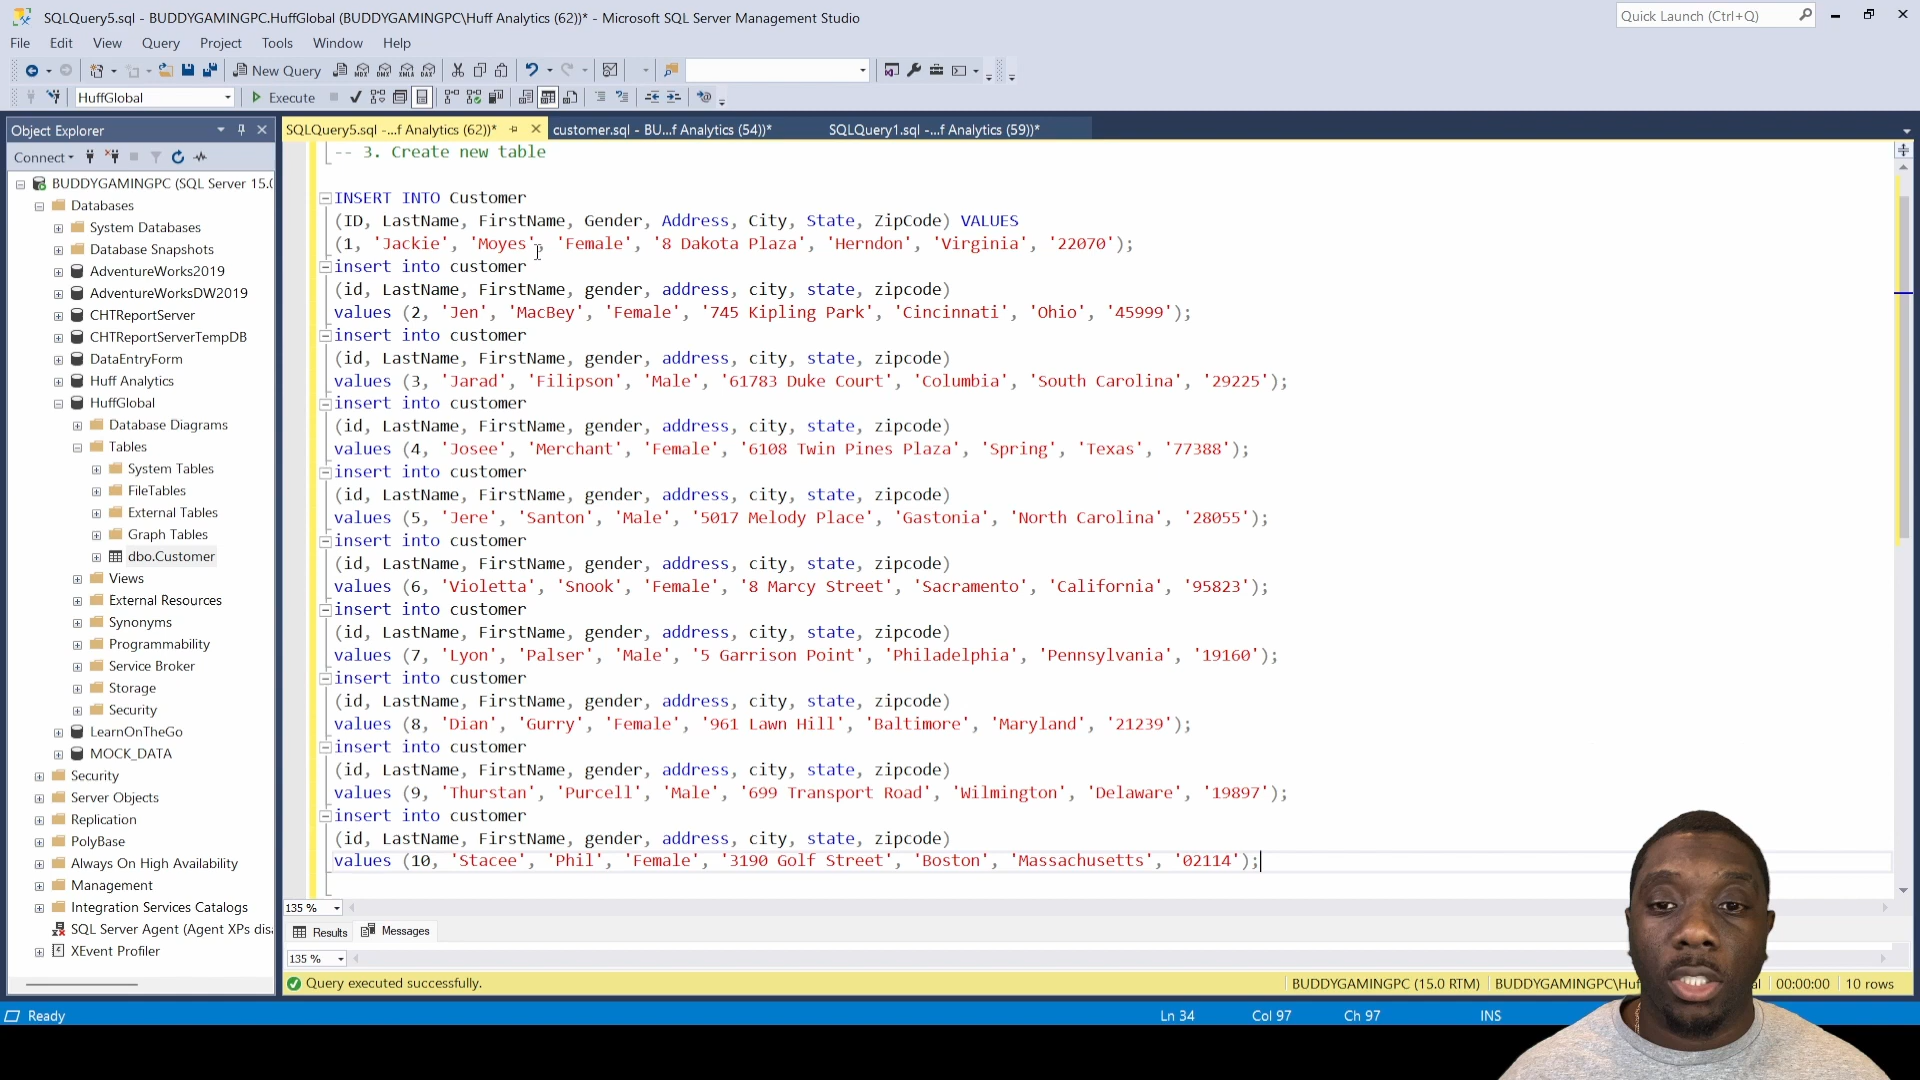 SQLQuery5.sql - BUDDYGAMINGPC.HuffGlobal (BUDDYGAMINGPC\Huff Analytics (62))* - Microsoft SQL Server Management Studio
Quick Launch (Ctrl+Q)
File Edit View Query Project Tools Window Help
New Query
MDX DMX XMLA DAX
HuffGlobal
Execute
Object Explorer
SQLQuery5.sql -...f Analytics (62))*
customer.sql - BU...f Analytics (54))*
SQLQuery1.sql -...f Analytics (59))*
Connect
BUDDYGAMINGPC (SQL Server 15.0
Databases
System Databases
Database Snapshots
AdventureWorks2019
AdventureWorksDW2019
CHTReportServer
CHTReportServerTempDB
DataEntryForm
Huff Analytics
HuffGlobal
Database Diagrams
Tables
System Tables
FileTables
External Tables
Graph Tables
dbo.Customer
Views
External Resources
Synonyms
Programmability
Service Broker
Storage
Security
LearnOnTheGo
MOCK_DATA
Security
Server Objects
Replication
PolyBase
Always On High Availability
Management
Integration Services Catalogs
SQL Server Agent (Agent XPs disa
XEvent Profiler
-- 3. Create new table
INSERT INTO Customer
(ID, LastName, FirstName, Gender, Address, City, State, ZipCode) VALUES
(1, 'Jackie', 'Moyes', 'Female', '8 Dakota Plaza', 'Herndon', 'Virginia', '22070');
insert into customer
(id, LastName, FirstName, gender, address, city, state, zipcode)
values (2, 'Jen', 'MacBey', 'Female', '745 Kipling Park', 'Cincinnati', 'Ohio', '45999');
insert into customer
(id, LastName, FirstName, gender, address, city, state, zipcode)
values (3, 'Jarad', 'Filipson', 'Male', '61783 Duke Court', 'Columbia', 'South Carolina', '29225');
insert into customer
(id, LastName, FirstName, gender, address, city, state, zipcode)
values (4, 'Josee', 'Merchant', 'Female', '6108 Twin Pines Plaza', 'Spring', 'Texas', '77388');
insert into customer
(id, LastName, FirstName, gender, address, city, state, zipcode)
values (5, 'Jere', 'Santon', 'Male', '5017 Melody Place', 'Gastonia', 'North Carolina', '28055');
insert into customer
(id, LastName, FirstName, gender, address, city, state, zipcode)
values (6, 'Violetta', 'Snook', 'Female', '8 Marcy Street', 'Sacramento', 'California', '95823');
insert into customer
(id, LastName, FirstName, gender, address, city, state, zipcode)
values (7, 'Lyon', 'Palser', 'Male', '5 Garrison Point', 'Philadelphia', 'Pennsylvania', '19160');
insert into customer
(id, LastName, FirstName, gender, address, city, state, zipcode)
values (8, 'Dian', 'Gurry', 'Female', '961 Lawn Hill', 'Baltimore', 'Maryland', '21239');
insert into customer
(id, LastName, FirstName, gender, address, city, state, zipcode)
values (9, 'Thurstan', 'Purcell', 'Male', '699 Transport Road', 'Wilmington', 'Delaware', '19897');
insert into customer
(id, LastName, FirstName, gender, address, city, state, zipcode)
values (10, 'Stacee', 'Phil', 'Female', '3190 Golf Street', 'Boston', 'Massachusetts', '02114');
135 %
Results Messages
135 %
Query executed successfully.
BUDDYGAMINGPC (15.0 RTM)
BUDDYGAMINGPC\Huf
00:00:00
10 rows
Ready
Ln 34 Col 97 Ch 97 INS